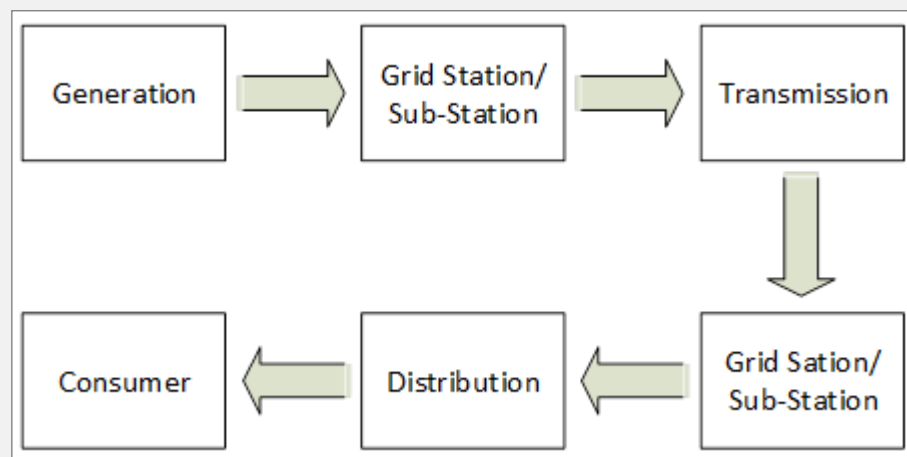 Generation
Grid Station/
Sub-Station
Transmission
Grid Sation/
Sub-Station
Distribution
Consumer